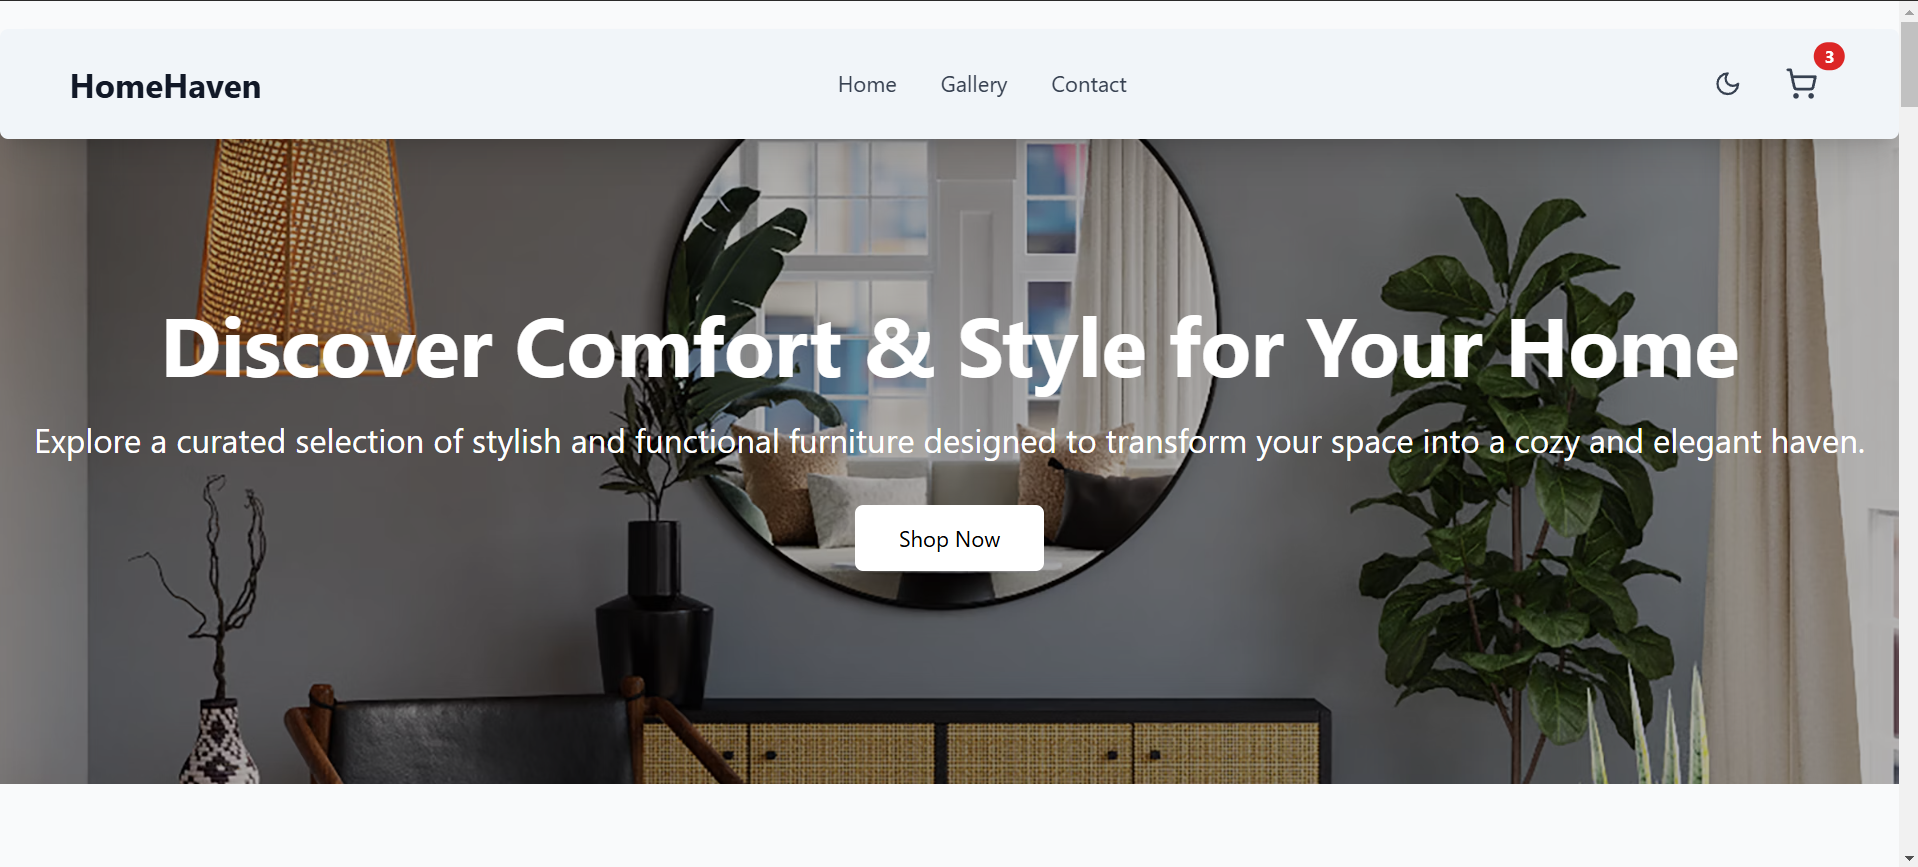 HomeHaven
Home
Gallery
Contact
3
Discover Comfort & Style for Your Home
Explore a curated selection of stylish and functional furniture designed to transform your space into a cozy and elegant haven.
Shop Now